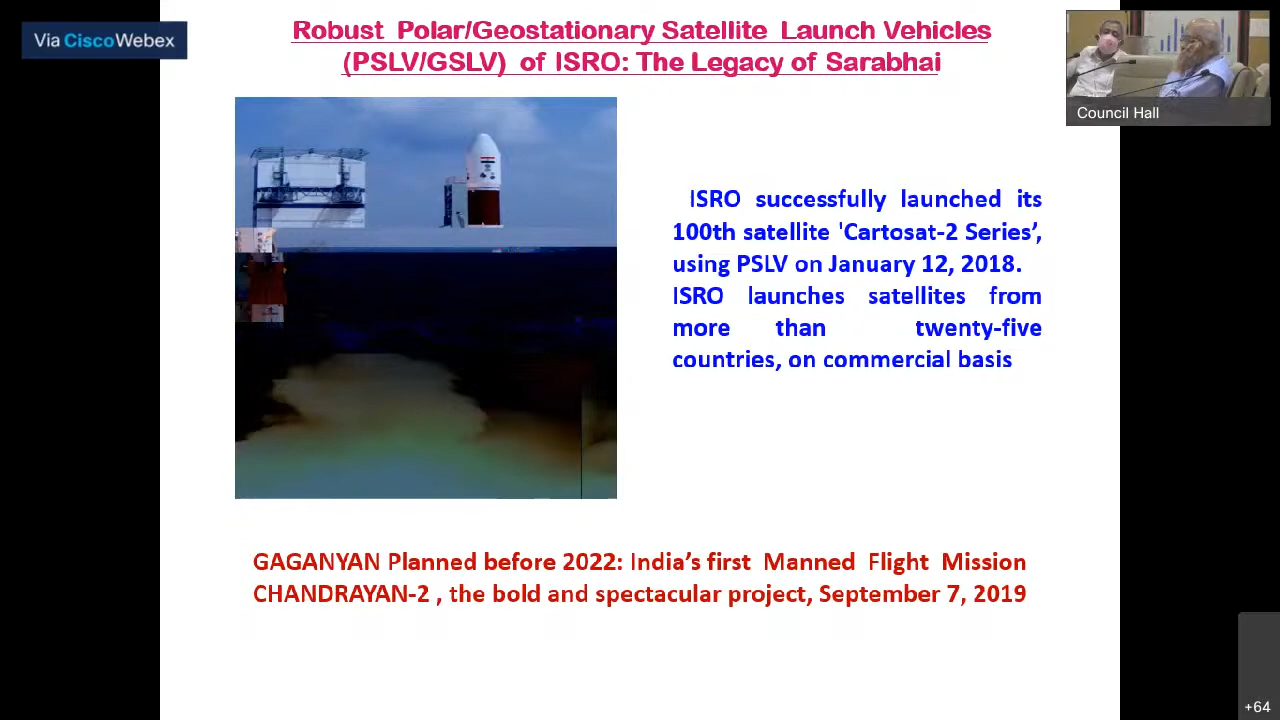 Via Cisco Webex
Robust Polar/Geostationary Satellite Launch Vehicles
(PSLV/GSLV) of ISRO: The Legacy of Sarabhai
Council Hall
ISRO successfully launched its
100th satellite 'Cartosat-2 Series’,
using PSLV on January 12, 2018.
ISRO launches satellites from
more than twenty-five
countries, on commercial basis
GAGANYAN Planned before 2022: India’s first Manned Flight Mission
CHANDRAYAN-2 , the bold and spectacular project, September 7, 2019
+64